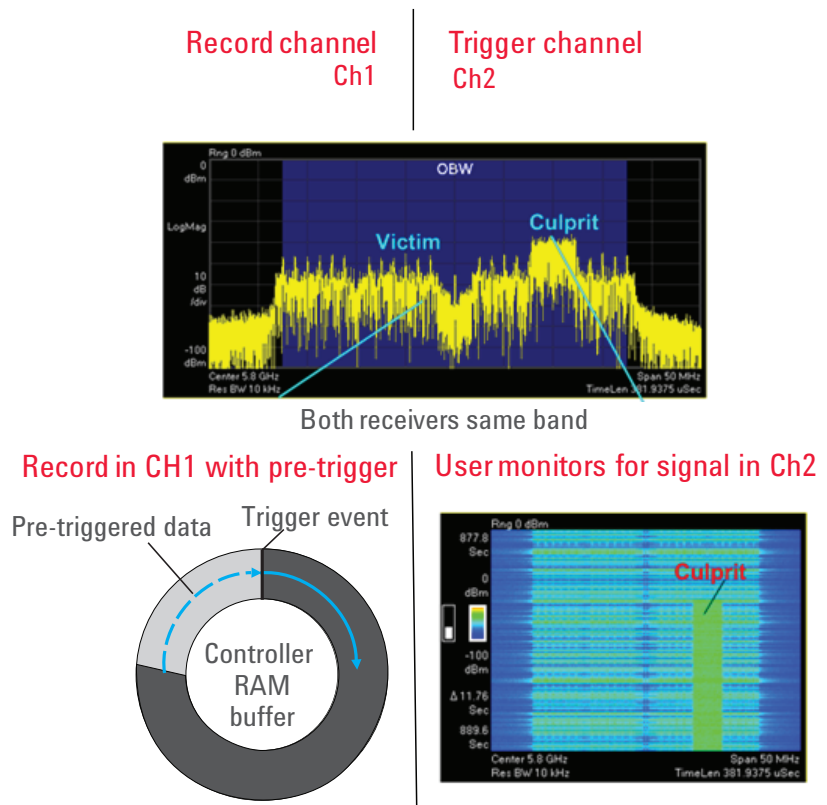 Record channel
Ch1
Trigger channel
Ch2
Rng 0 dBm
0
dBm
LogMag
10
dB
/div
-100
dBm
OBW
Victim
Culprit
Center 5.8 GHz
Res BW 10 kHz
Span 50 MHz
TimeLen 381.9375 uSec
Both receivers same band
Record in CH1 with pre-trigger
Pre-triggered data
Trigger event
Controller
RAM
buffer
User monitors for signal in Ch2
Rng 0 dBm
877.8
Sec
0
dBm
-100
dBm
Δ 11.76
Sec
889.6
Sec
Culprit
Center 5.8 GHz
Res BW 10 kHz
Span 50 MHz
TimeLen 381.9375 uSec